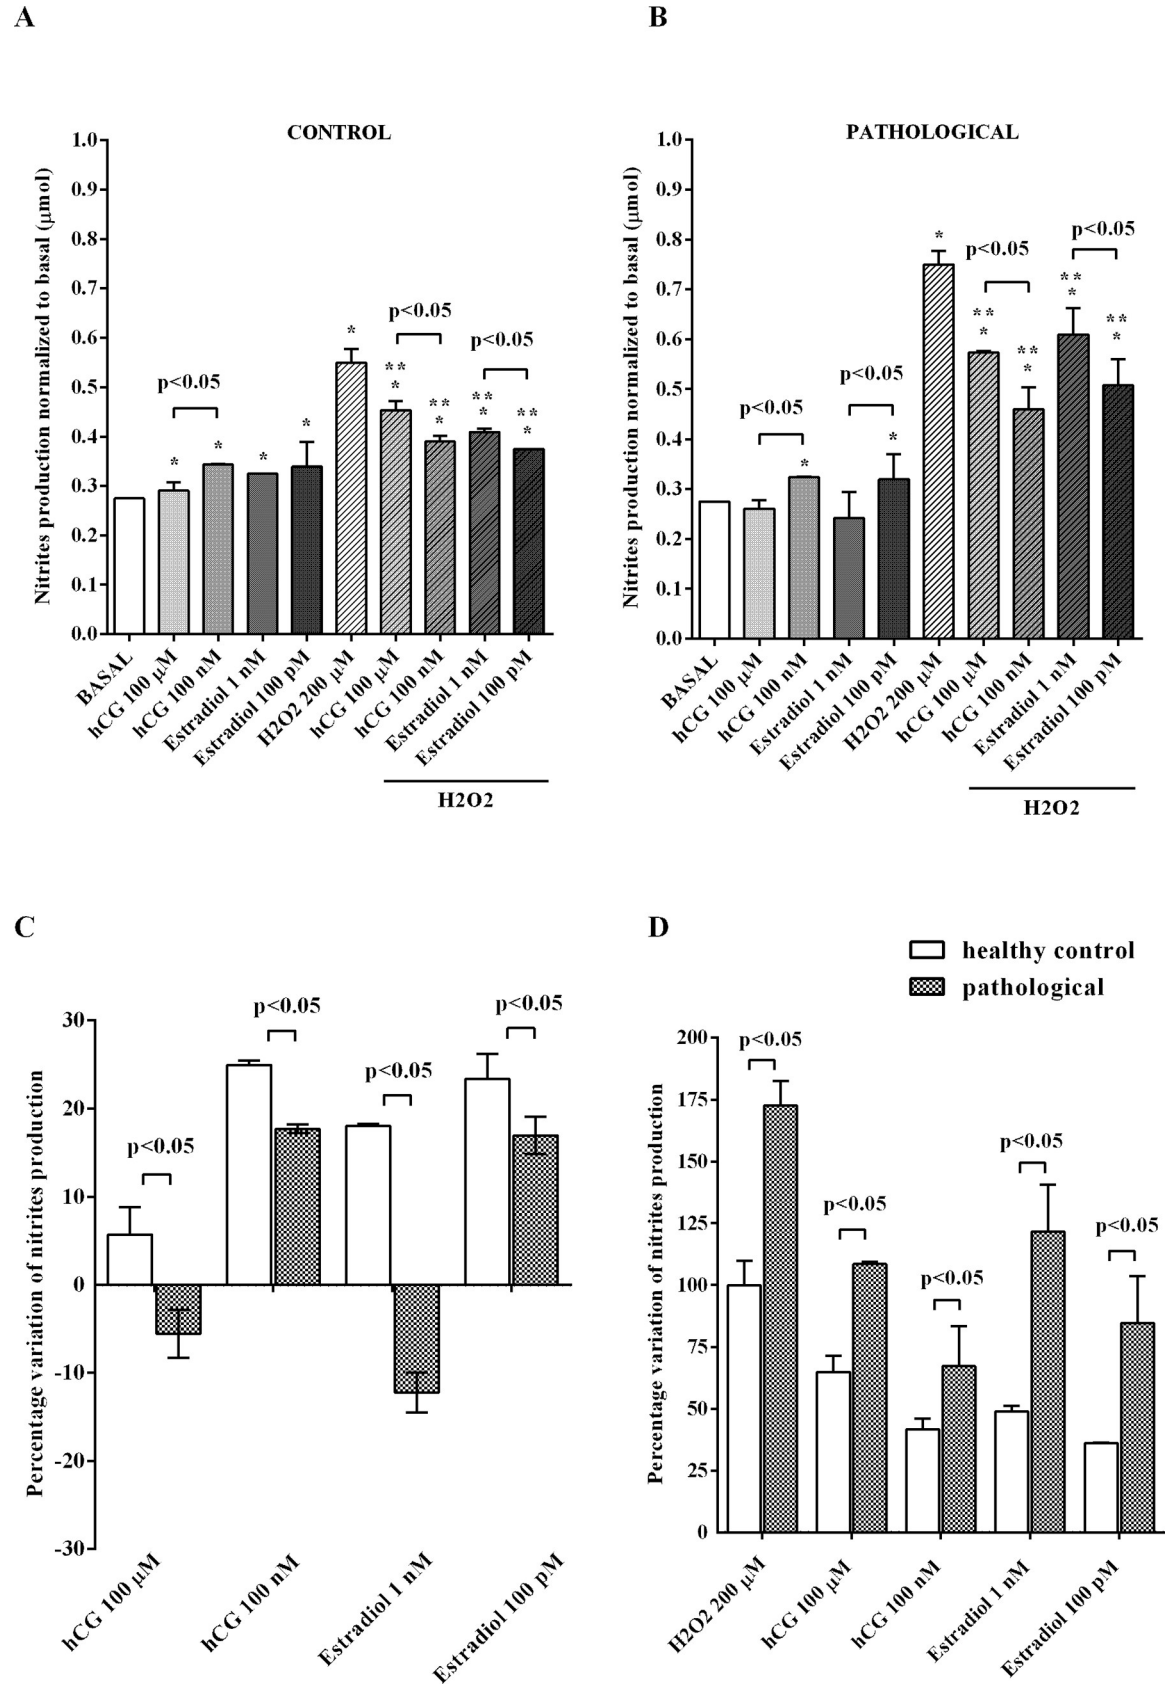 A
CONTROL
Nitrites production normalized to basal (μmol)
1.0
0.9
0.8
0.7
0.6
0.5
0.4
0.3
0.2
0.1
0.0
p<0.05
p<0.05
p<0.05
*
*
*
*
*
**
*
**
*
**
*
**
*
BASAL
hCG 100 μM
hCG 100 nM
Estradiol 1 nM
Estradiol 100 pM
H2O2 200 μM
hCG 100 μM
hCG 100 nM
Estradiol 1 nM
Estradiol 100 pM
H2O2
B
PATHOLOGICAL
Nitrites production normalized to basal (μmol)
1.0
0.9
0.8
0.7
0.6
0.5
0.4
0.3
0.2
0.1
0.0
p<0.05
p<0.05
p<0.05
p<0.05
*
*
*
**
*
**
*
**
*
**
*
BASAL
hCG 100 μM
hCG 100 nM
Estradiol 1 nM
Estradiol 100 pM
H2O2 200 μM
hCG 100 μM
hCG 100 nM
Estradiol 1 nM
Estradiol 100 pM
H2O2
C
Percentage variation of nitrites production
30
20
10
0
-10
-20
-30
p<0.05
p<0.05
p<0.05
p<0.05
hCG 100 μM
hCG 100 nM
Estradiol 1 nM
Estradiol 100 pM
D
healthy control
pathological
Percentage variation of nitrites production
200
175
150
125
100
75
50
25
0
p<0.05
p<0.05
p<0.05
p<0.05
p<0.05
H2O2 200 μM
hCG 100 μM
hCG 100 nM
Estradiol 1 nM
Estradiol 100 pM